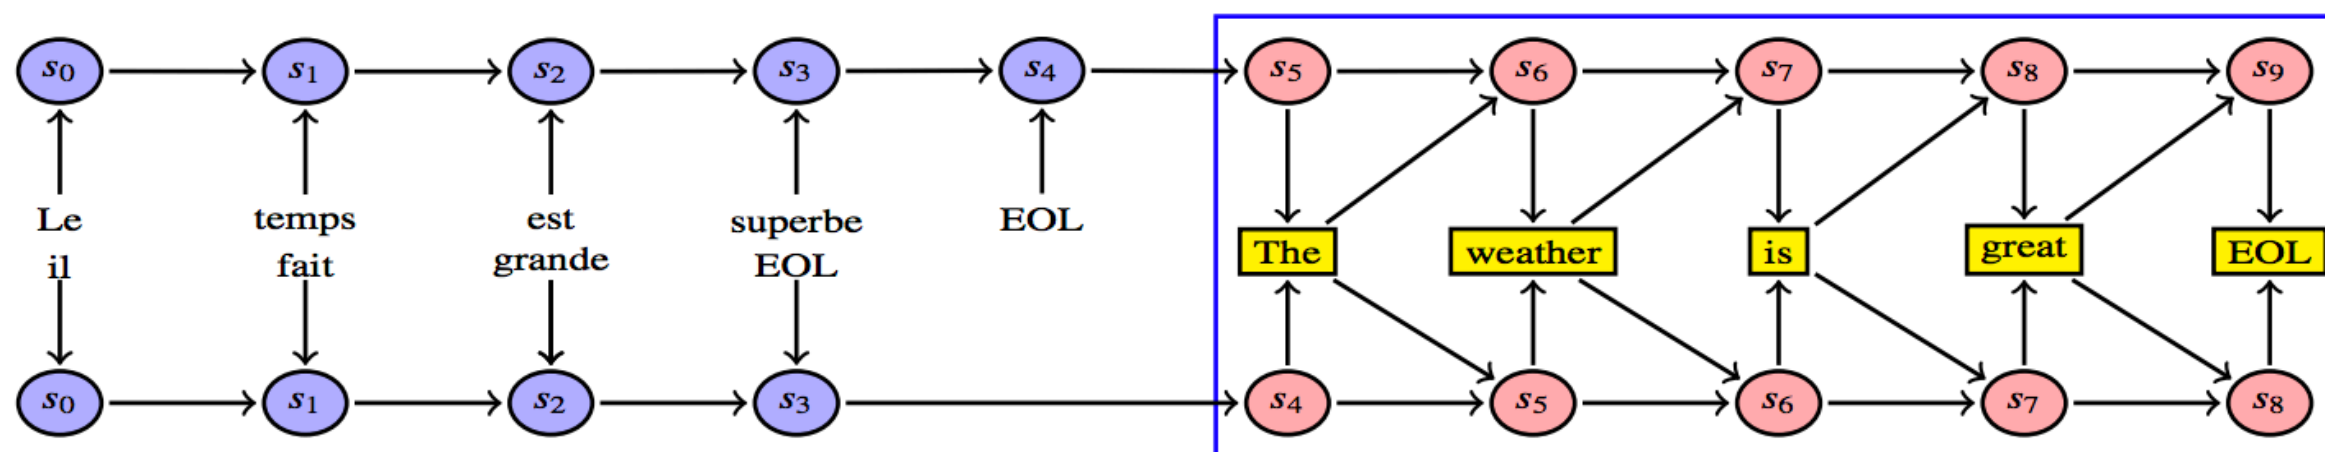 s0 s1 s2 s3 s4 s5 s6 s7 s8 s9
Le temps est superbe EOL
il fait grande EOL
The weather is great EOL
s0 s1 s2 s3 s4 s5 s6 s7 s8